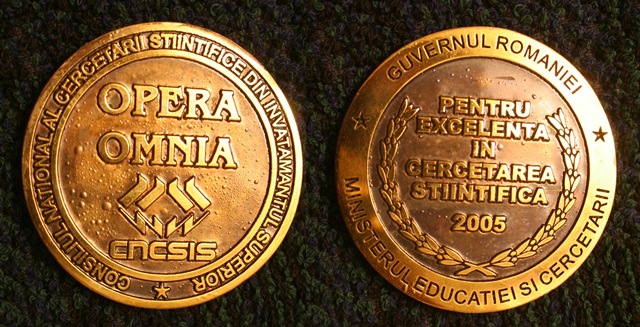 CONSILIUL NATIONAL AL CERCETARII STIINTIFICE DIN INVATAMANTUL SUPERIOR
OPERA
OMNIA
CNCSIS
GUVERNUL ROMANIEI
PENTRU
EXCELENTA
IN
CERCETAREA
STIINTIFICA
2005
MINISTERUL EDUCATIEI SI CERCETARII